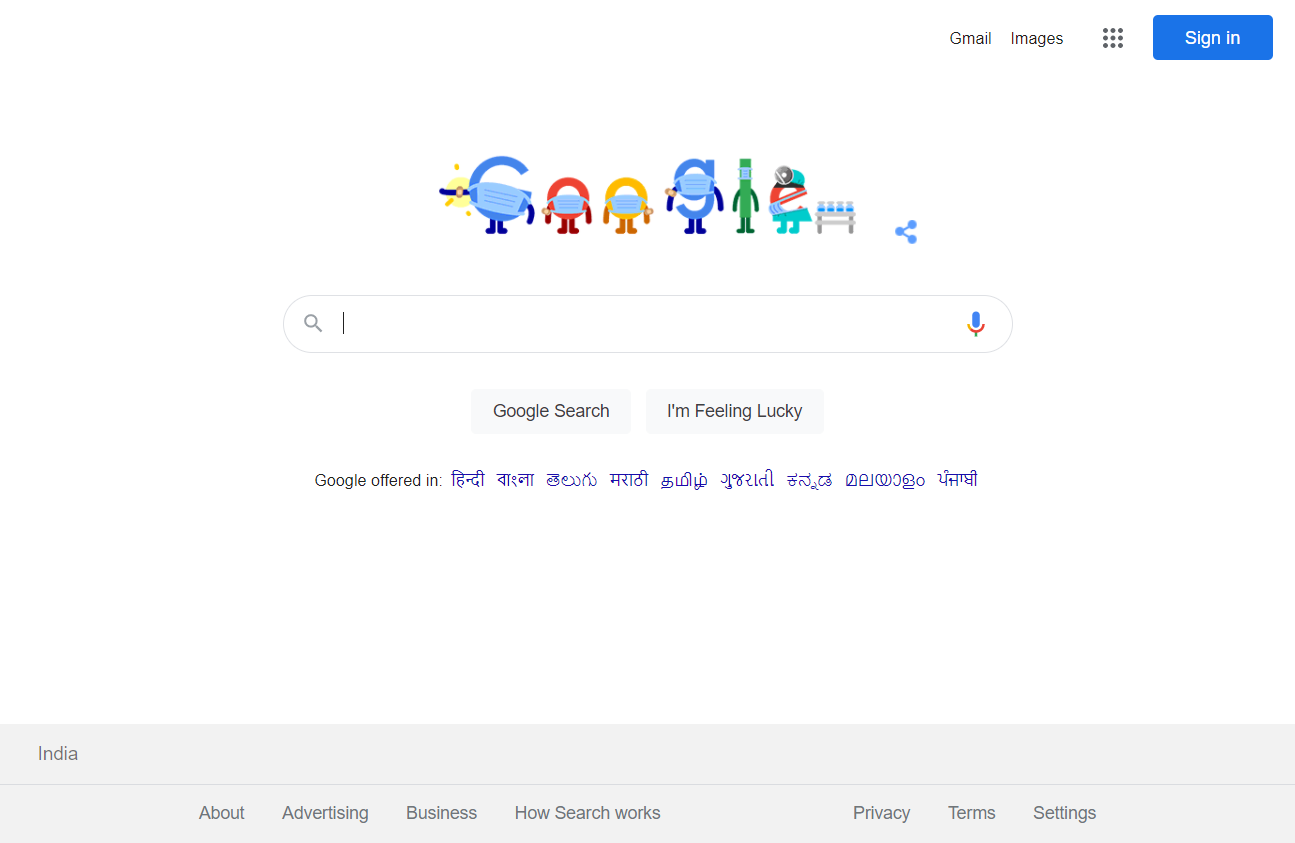 Gmail Images Sign in
Google
Google Search I'm Feeling Lucky
Google offered in: हिन्दी বাংলা తెలుగు मराठी தமிழ் ગુજરાતી ಕನ್ನಡ മലയാളം ਪੰਜਾਬੀ
India
About Advertising Business How Search works Privacy Terms Settings